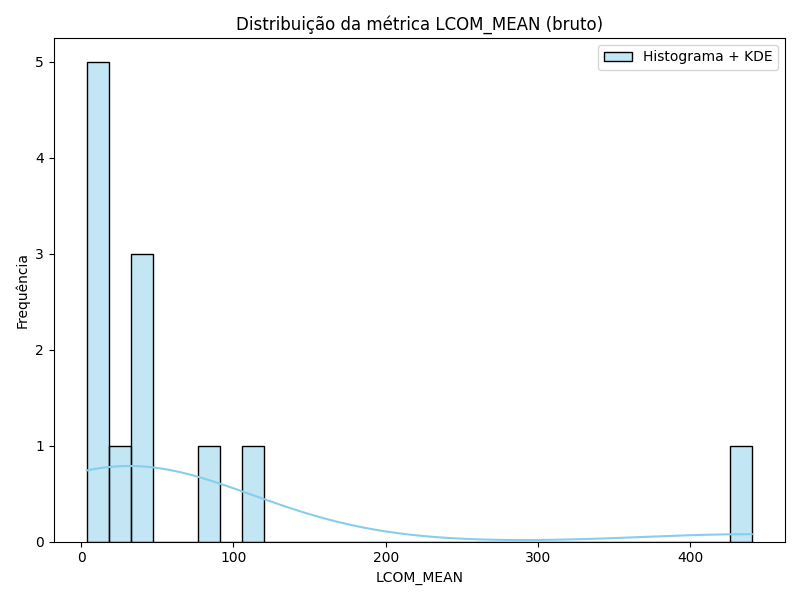 Distribuição da métrica LCOM_MEAN (bruto)
Histograma + KDE
5
4
3
2
1
0
Frequência
0 100 200 300 400
LCOM_MEAN